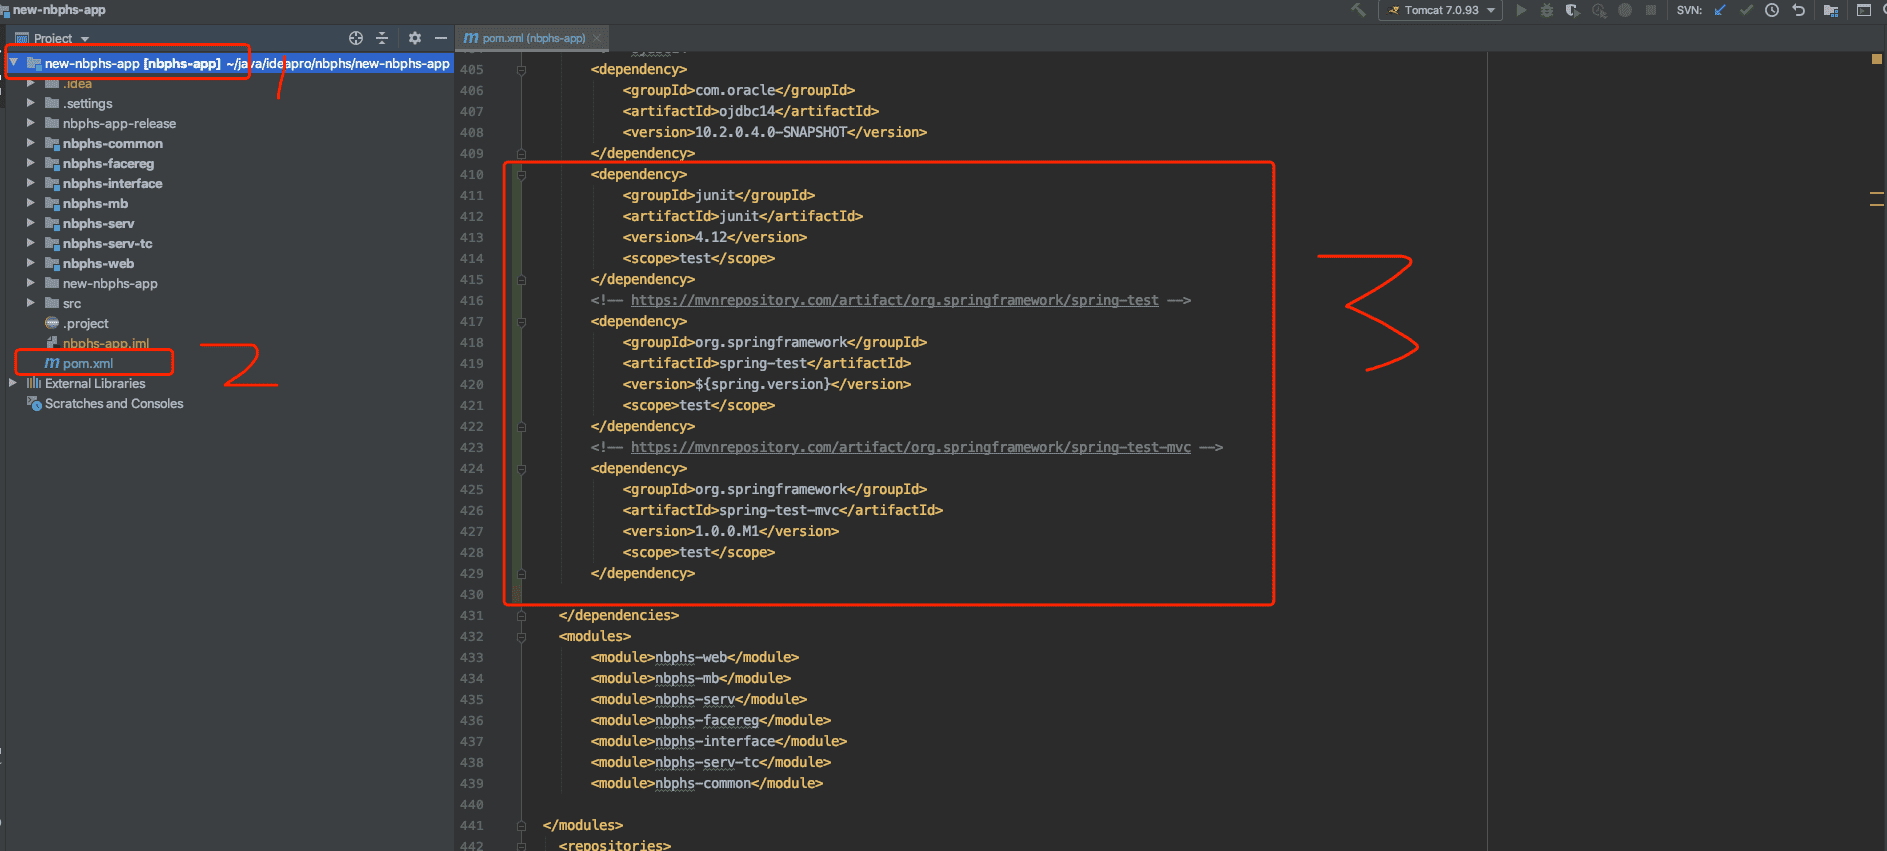 new-nbphs-app
Tomcat 7.0.93
SVN:
Project
pom.xml (nbphs-app)
new-nbphs-app [nbphs-app] ~/java/ideapro/nbphs/new-nbphs-app
.idea
.settings
nbphs-app-release
nbphs-common
nbphs-facereg
nbphs-interface
nbphs-mb
nbphs-serv
nbphs-serv-tc
nbphs-web
new-nbphs-app
src
.project
nbphs-app.iml
pom.xml
External Libraries
Scratches and Consoles
1
2
3
405 <dependency>
406 <groupId>com.oracle</groupId>
407 <artifactId>ojdbc14</artifactId>
408 <version>10.2.0.4.0-SNAPSHOT</version>
409 </dependency>
410 <dependency>
411 <groupId>junit</groupId>
412 <artifactId>junit</artifactId>
413 <version>4.12</version>
414 <scope>test</scope>
415 </dependency>
416 <!-- https://mvnrepository.com/artifact/org.springframework/spring-test -->
417 <dependency>
418 <groupId>org.springframework</groupId>
419 <artifactId>spring-test</artifactId>
420 <version>${spring.version}</version>
421 <scope>test</scope>
422 </dependency>
423 <!-- https://mvnrepository.com/artifact/org.springframework/spring-test-mvc -->
424 <dependency>
425 <groupId>org.springframework</groupId>
426 <artifactId>spring-test-mvc</artifactId>
427 <version>1.0.0.M1</version>
428 <scope>test</scope>
429 </dependency>
430
431 </dependencies>
432 <modules>
433 <module>nbphs-web</module>
434 <module>nbphs-mb</module>
435 <module>nbphs-serv</module>
436 <module>nbphs-facereg</module>
437 <module>nbphs-interface</module>
438 <module>nbphs-serv-tc</module>
439 <module>nbphs-common</module>
440
441 </modules>
442 <repositories>